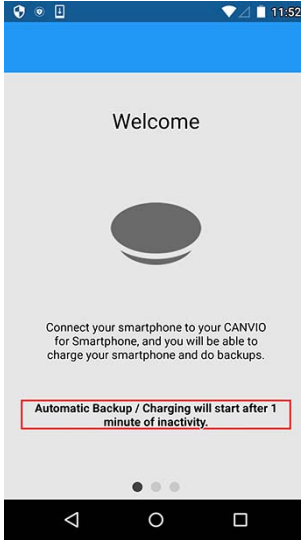 11:52
Welcome
Connect your smartphone to your CANVIO
for Smartphone, and you will be able to
charge your smartphone and do backups.
Automatic Backup / Charging will start after 1
minute of inactivity.